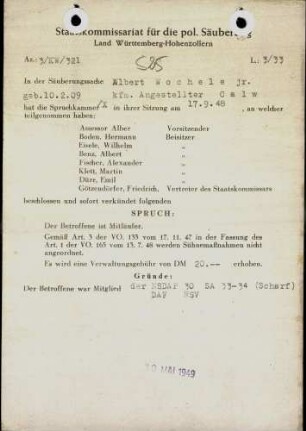 Staatskommissariat für die pol. Säuberung
Land Württemberg-Hohenzollern
Az. 3/KW/321
L. 3/33
In der Säuberungssache Albert Wochele jr.
geb.10.2.09 kfm. Angestellter Calw
hat die Spruchkammer/X in ihrer Sitzung am 17.9.48, an welcher
teilgenommen haben:
Assessor Alber Vorsitzender
Boden, Hermann Beisitzer
Eisele, Wilhelm
Benz, Albert
Fischer, Alexander
Klett, Martin
Dürr, Emil
Götzendörfer, Friedrich, Vertreter des Staatskommissars
beschlossen und sofort verkündet folgenden
SPRUCH:
Der Betroffene ist Mitläufer.
Gemäß Art. 3 der VO. 133 vom 17. 11. 47 in der Fassung des
Art. 1 der VO. 165 vom 13. 7. 48 werden Sühnemaßnahmen nicht
angeordnet.
Es wird eine Verwaltungsgebühr von DM 20.-- erhoben.
Gründe:
Der Betroffene war Mitglied der NSDAP 30 SA 33-34 (Scharf)
DAF NSV
MAI 1949